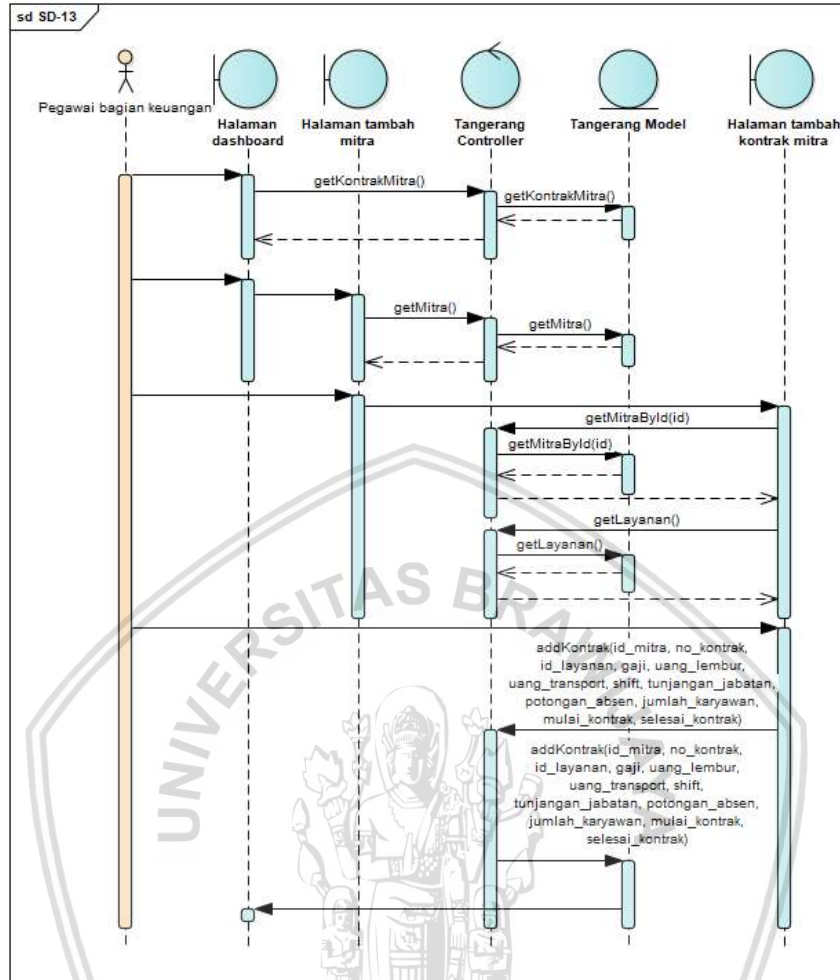 sd SD-13
Pegawai bagian keuangan
Halaman
dashboard
Halaman tambah
mitra
Tangerang
Controller
Tangerang Model
Halaman tambah
kontrak mitra
getKontrakMitra()
getKontrakMitra()
getMitra()
getMitra()
getMitraById(id)
getMitraById(id)
getLayanan()
getLayanan()
addKontrak(id_mitra, no_kontrak,
id_layanan, gaji, uang_lembur,
uang_transport, shift, tunjangan_jabatan,
potongan_absen, jumlah_karyawan,
mulai_kontrak, selesai_kontrak)
addKontrak(id_mitra, no_kontrak,
id_layanan, gaji, uang_lembur,
uang_transport, shift,
tunjangan_jabatan, potongan_absen,
jumlah_karyawan, mulai_kontrak,
selesai_kontrak)
UNIVERSITAS BRAWIJAYA